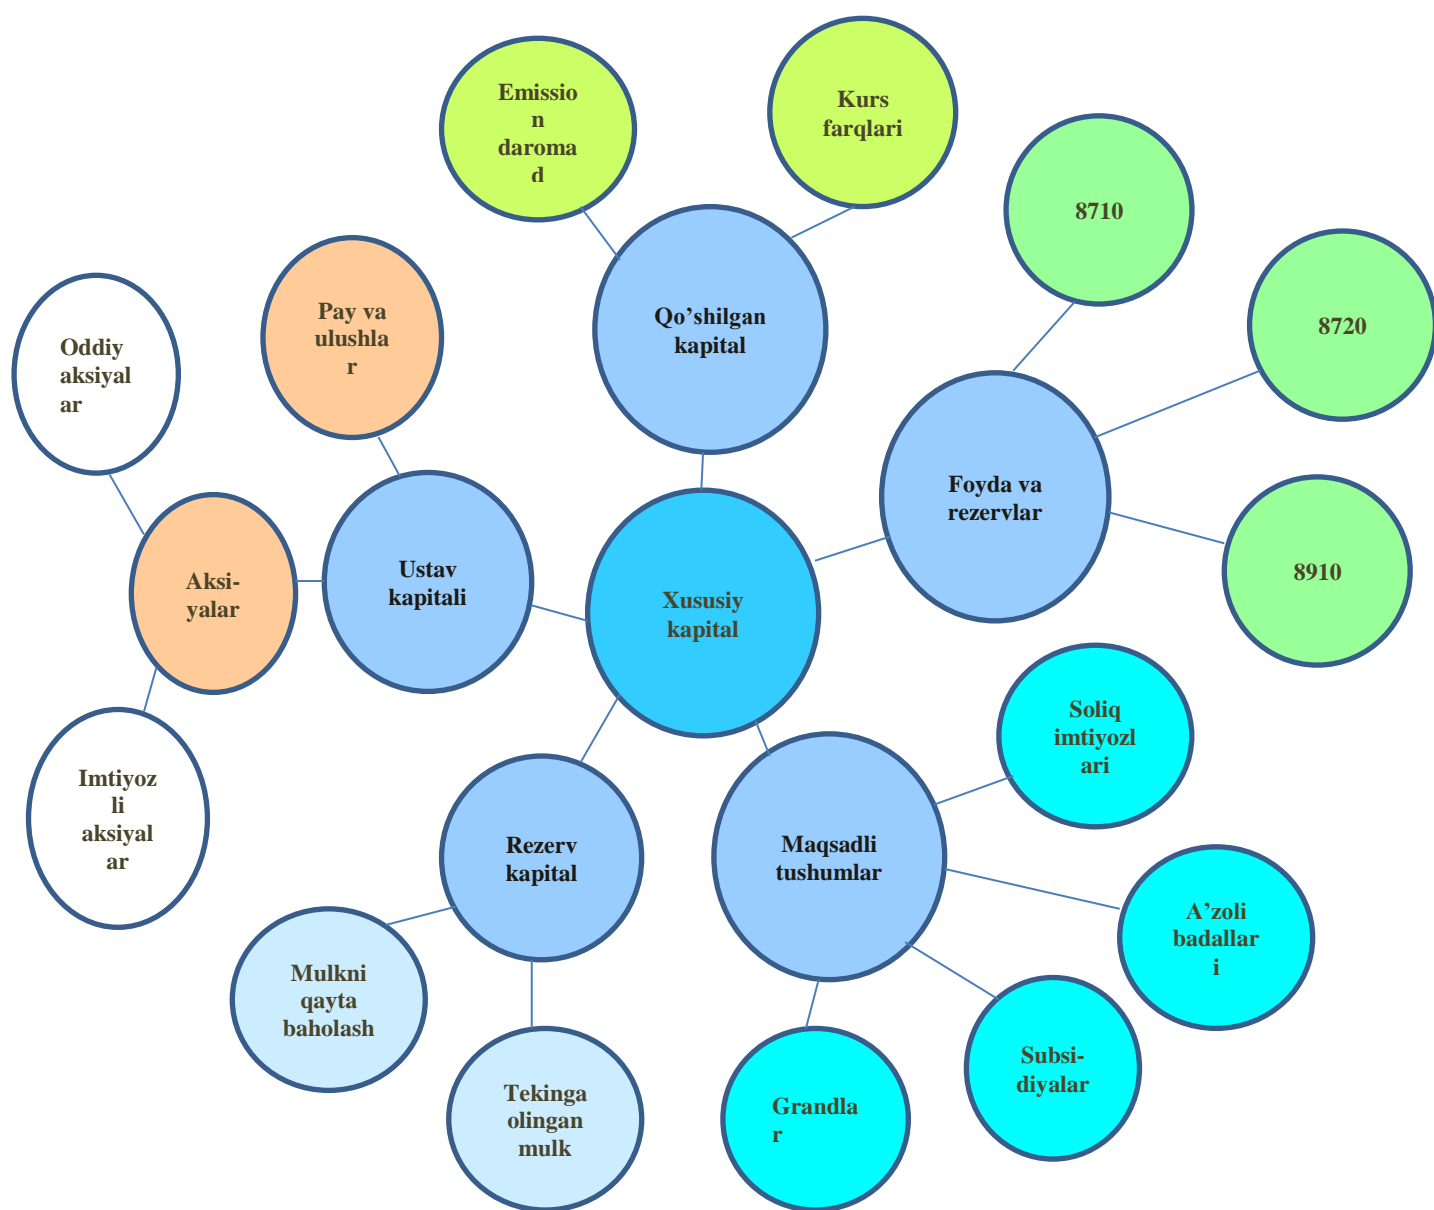 Emissio
n
daroma
d
Kurs
farqlari
8710
8720
8910
Pay va
ulushla
r
Qo’shilgan
kapital
Oddiy
aksiyal
ar
Foyda va
rezervlar
Aksi-
yalar
Ustav
kapitali
Xususiy
kapital
Imtiyoz
li
aksiyal
ar
Rezerv
kapital
Maqsadli
tushumlar
Soliq
imtiyozl
ari
A’zoli
badallar
i
Mulkni
qayta
baholash
Tekinga
olingan
mulk
Grandla
r
Subsi-
diyalar